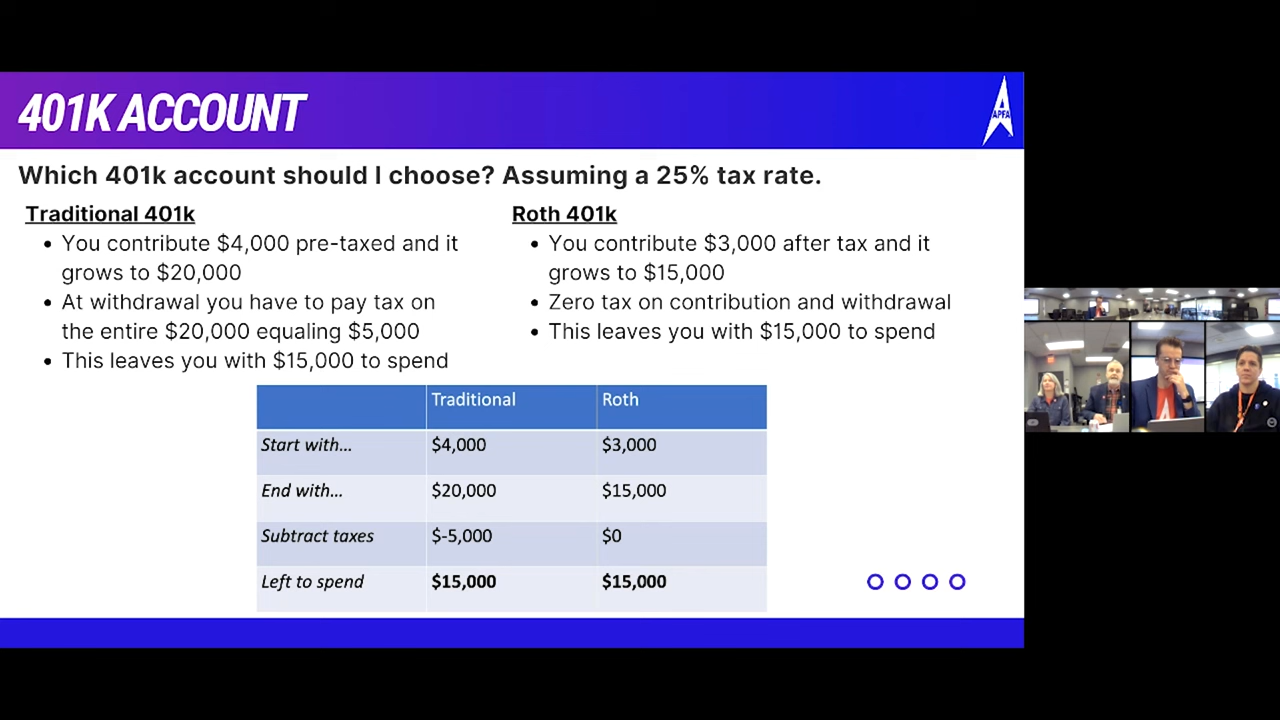 401K ACCOUNT
APFA
Which 401k account should I choose? Assuming a 25% tax rate.
Traditional 401k
• You contribute $4,000 pre-taxed and it
grows to $20,000
• At withdrawal you have to pay tax on
the entire $20,000 equaling $5,000
• This leaves you with $15,000 to spend
Roth 401k
• You contribute $3,000 after tax and it
grows to $15,000
• Zero tax on contribution and withdrawal
• This leaves you with $15,000 to spend
Traditional Roth
Start with... $4,000 $3,000
End with... $20,000 $15,000
Subtract taxes $-5,000 $0
Left to spend $15,000 $15,000